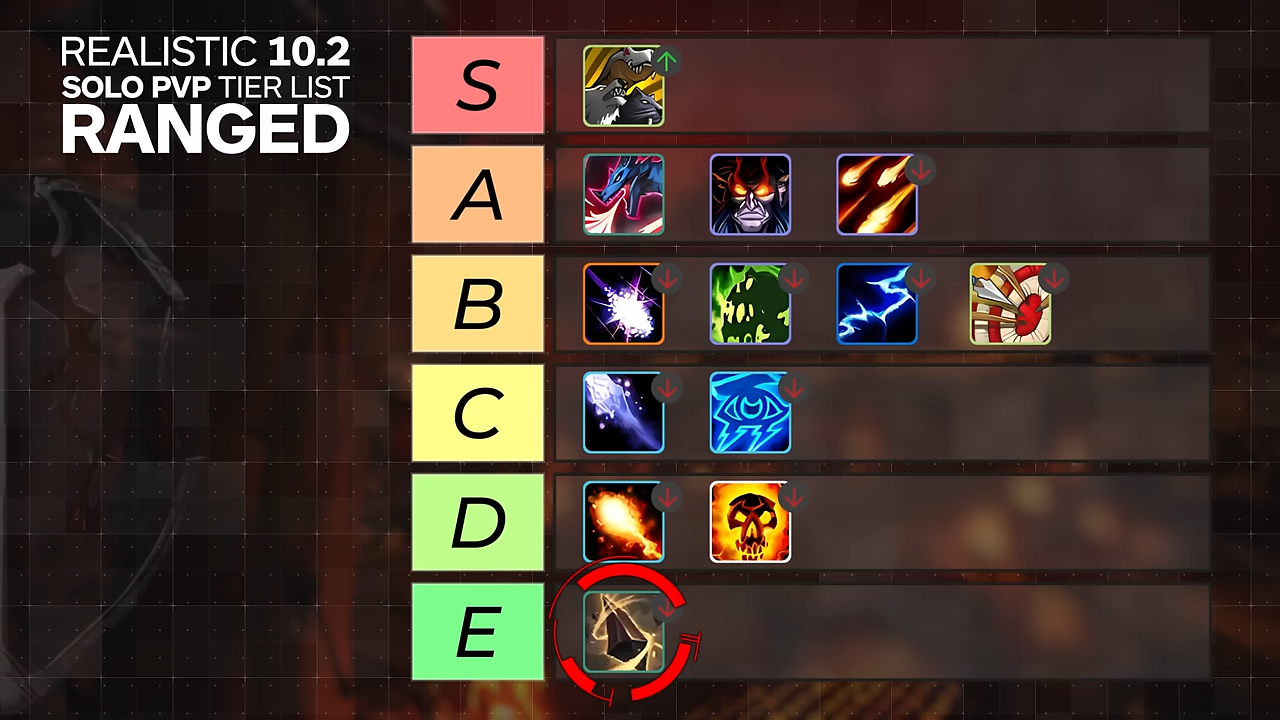 REALISTIC 10.2
SOLO PVP TIER LIST
RANGED
S
A
B
C
D
E